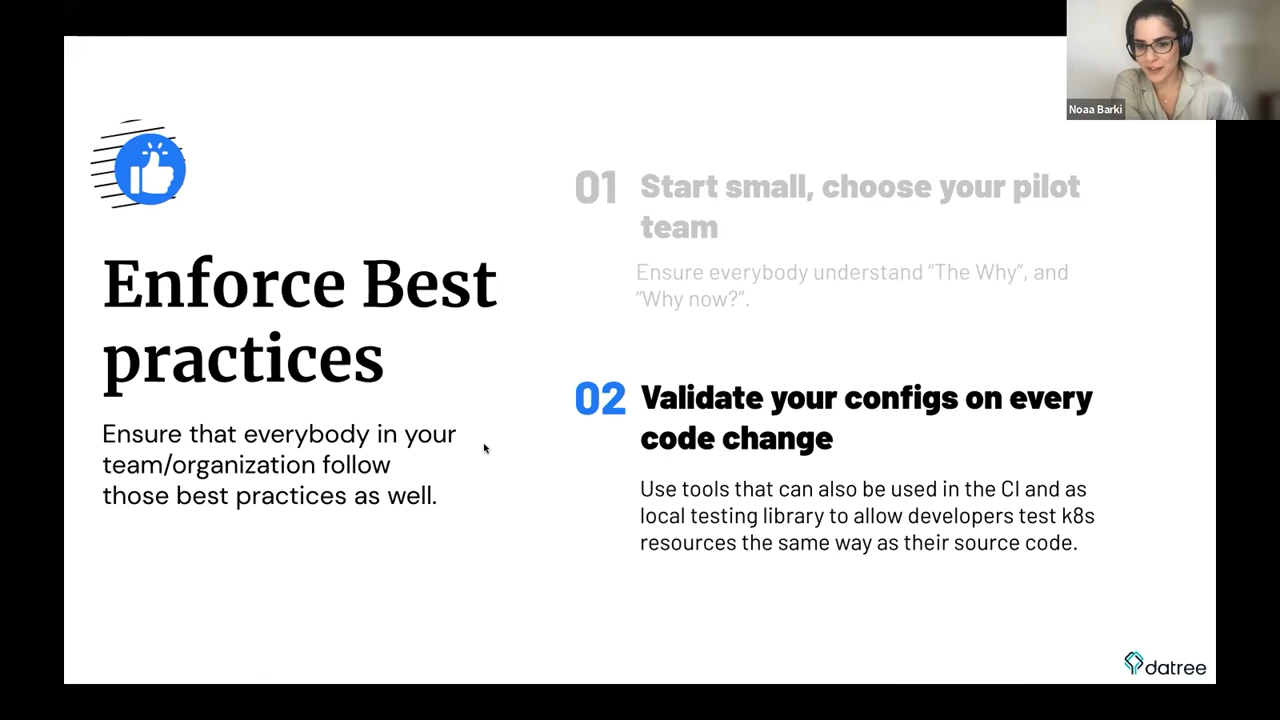 Noaa Barki
Enforce Best
practices
Ensure that everybody in your
team/organization follow
those best practices as well.
01 Start small, choose your pilot
team
Ensure everybody understand "The Why", and
"Why now?".
02 Validate your configs on every
code change
Use tools that can also be used in the CI and as
local testing library to allow developers test k8s
resources the same way as their source code.
datree